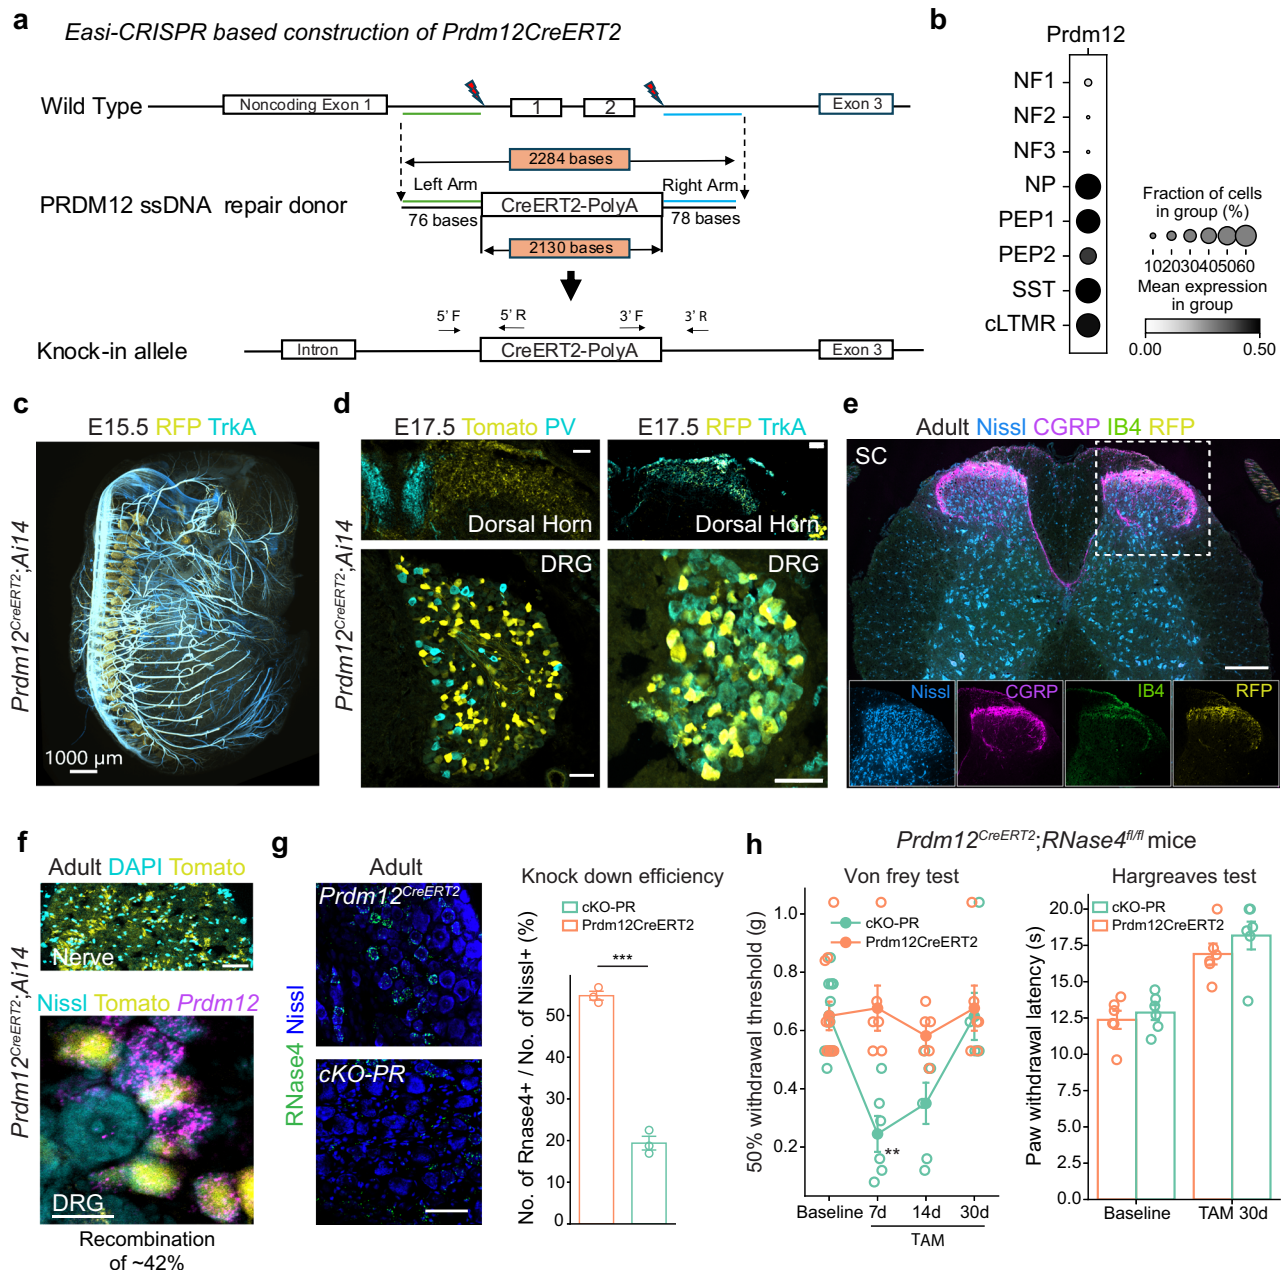 a
Easi-CRISPR based construction of Prdm12CreERT2
Wild Type
Noncoding Exon 1
1
2
Exon 3
2284 bases
Left Arm
Right Arm
PRDM12 ssDNA repair donor
CreERT2-PolyA
76 bases
78 bases
2130 bases
5' F
5' R
3' F
3' R
Knock-in allele
Intron
CreERT2-PolyA
Exon 3
b
Prdm12
NF1
NF2
NF3
NP
PEP1
PEP2
SST
cLTMR
Fraction of cells
in group (%)
102030405060
Mean expression
in group
0.00
0.50
c
E15.5 RFP TrkA
Prdm12CreERT2;Ai14
1000 µm
d
E17.5 Tomato PV
E17.5 RFP TrkA
Prdm12CreERT2;Ai14
Dorsal Horn
Dorsal Horn
DRG
DRG
e
Adult Nissl CGRP IB4 RFP
SC
Nissl
CGRP
IB4
RFP
f
Adult DAPI Tomato
Nerve
Prdm12CreERT2;Ai14
Nissl Tomato Prdm12
DRG
Recombination
of ~42%
g
Adult
RNase4 Nissl
Prdm12CreERT2
cKO-PR
Knock down efficiency
cKO-PR
Prdm12CreERT2
No. of Rnase4+ / No. of Nissl+ (%)
***
50
40
30
20
10
0
h
Prdm12CreERT2;RNase4fl/fl mice
Von frey test
cKO-PR
Prdm12CreERT2
50% withdrawal threshold (g)
1.0
0.8
0.6
0.4
0.2
**
Baseline 7d 14d 30d
TAM
Hargreaves test
cKO-PR
Prdm12CreERT2
Paw withdrawal latency (s)
20.0
17.5
15.0
12.5
10.0
7.5
5.0
2.5
0.0
Baseline
TAM 30d